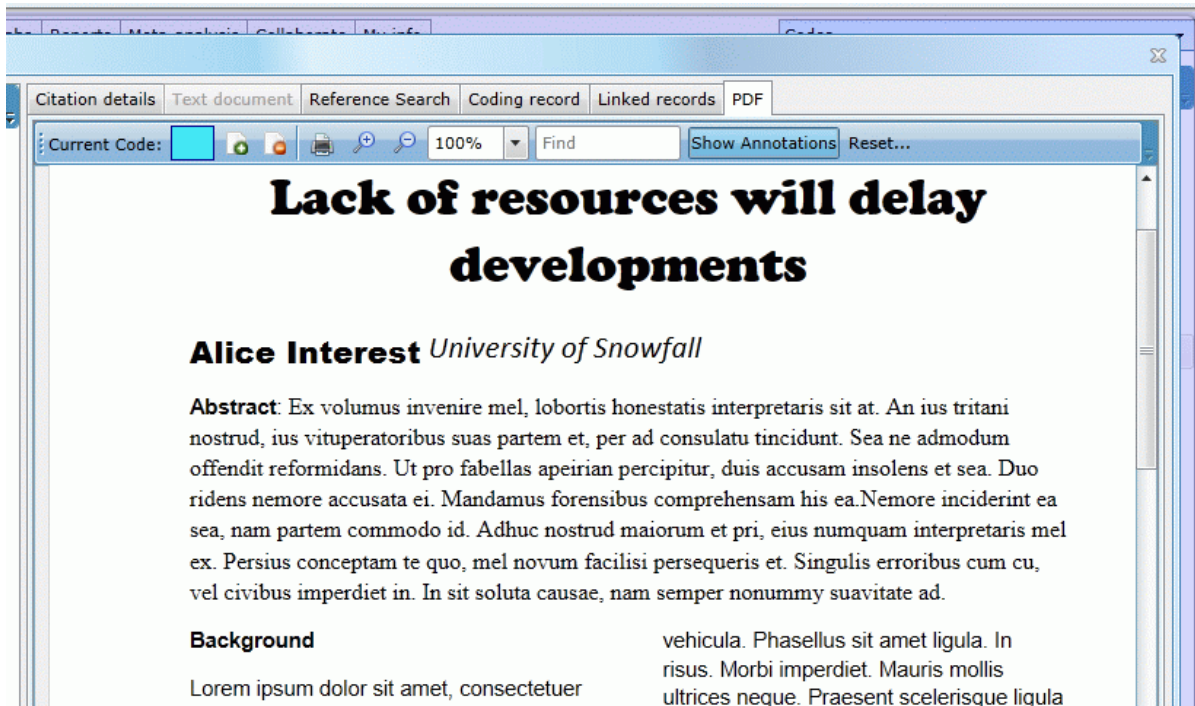 Reports Meta-analysis Collaborate My info Codes
Citation details Text document Reference Search Coding record Linked records PDF
Current Code: 100% Find Show Annotations Reset...
Lack of resources will delay
developments
Alice Interest University of Snowfall
Abstract: Ex volumus invenire mel, lobortis honestatis interpretaris sit at. An ius tritani
nostrud, ius vituperatoribus suas partem et, per ad consulatu tincidunt. Sea ne admodum
offendit reformidans. Ut pro fabellas apeirian percipitur, duis accusam insolens et sea. Duo
ridens nemore accusata ei. Mandamus forensibus comprehensam his ea.Nemore inciderint ea
sea, nam partem commodo id. Adhuc nostrud maiorum et pri, eius numquam interpretaris mel
ex. Persius conceptam te quo, mel novum facilisi persequeris et. Singulis erroribus cum cu,
vel civibus imperdiet in. In sit soluta causae, nam semper nonummy suavitate ad.
Background
Lorem ipsum dolor sit amet, consectetuer
vehicula. Phasellus sit amet ligula. In
risus. Morbi imperdiet. Mauris mollis
ultrices neque. Praesent scelerisque ligula